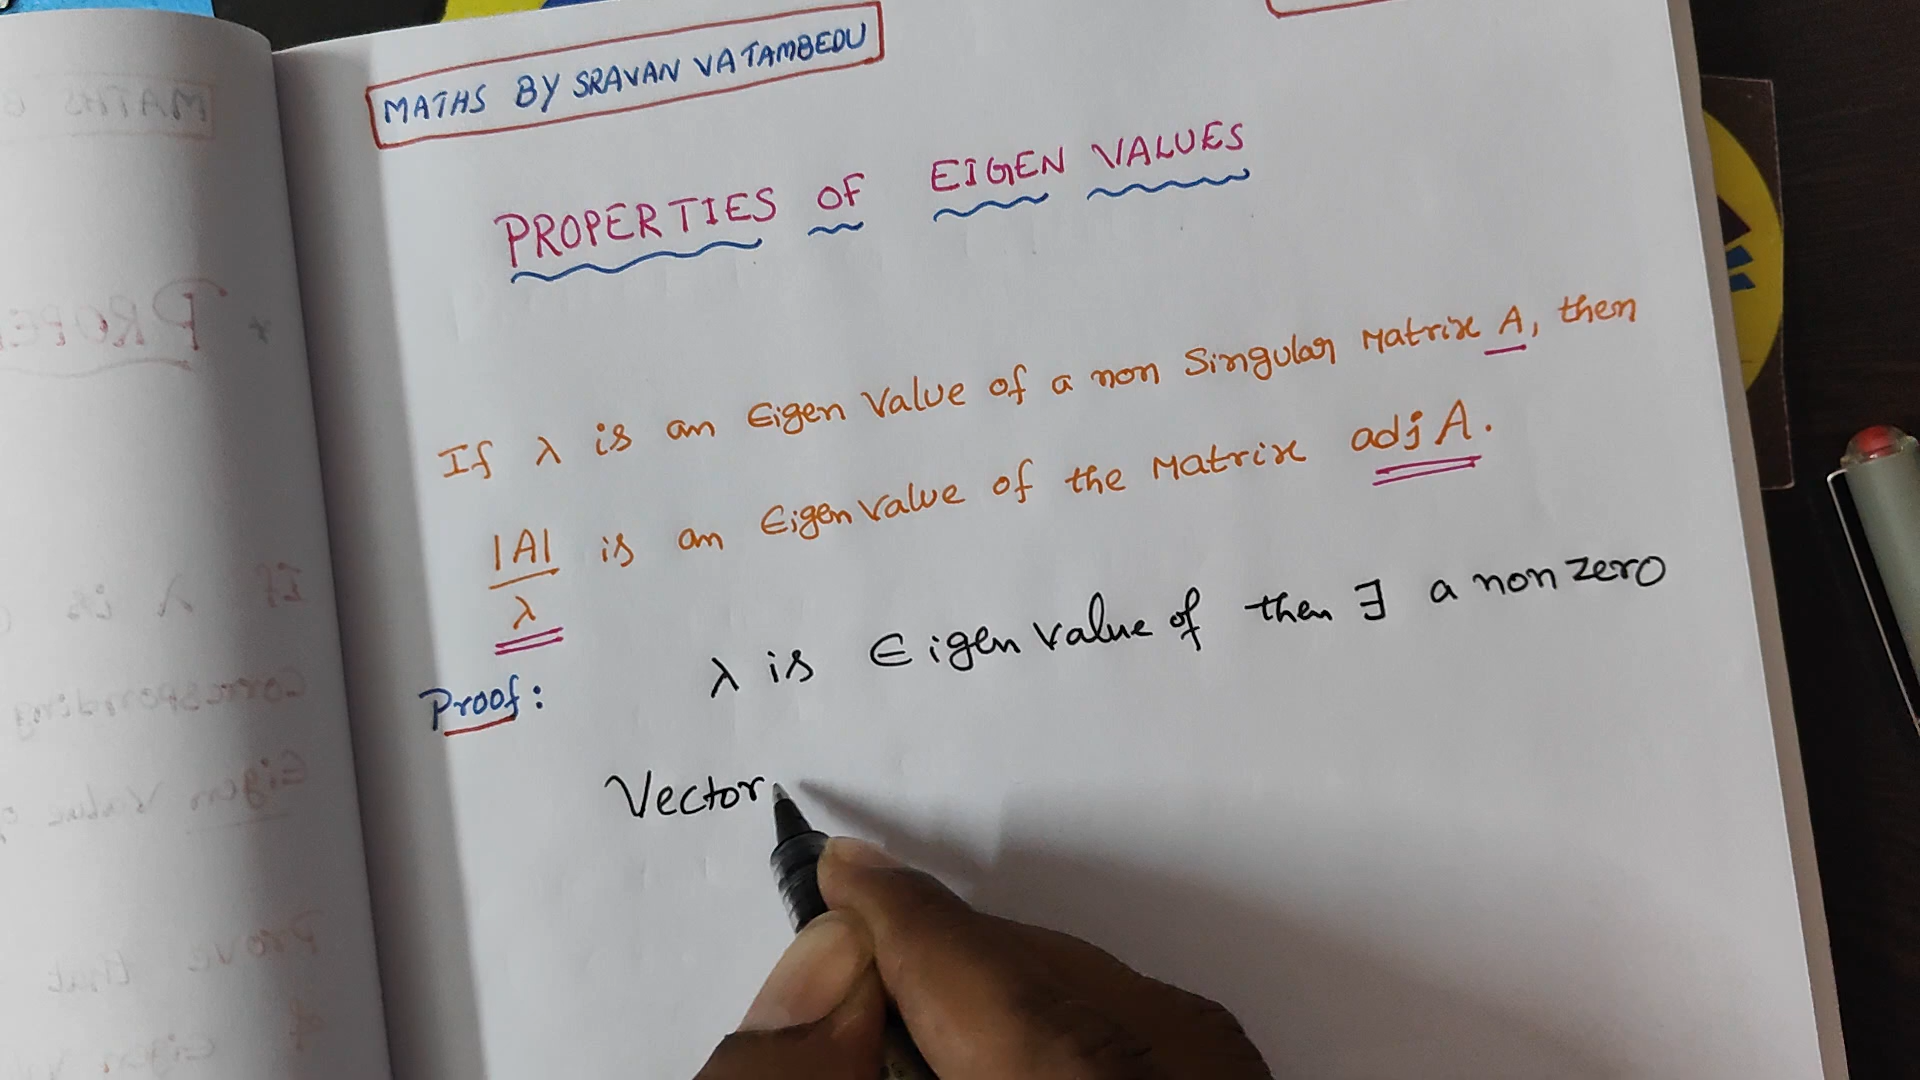 MATHS BY SRAVAN VATAMBEDU
PROPERTIES OF EIGEN VALUES
If λ is an Eigen Value of a non Singular Matrix A, then
|A|/λ is an Eigen Value of the Matrix adj A.
Proof: λ is Eigen Value of then ∃ a non zero
Vector